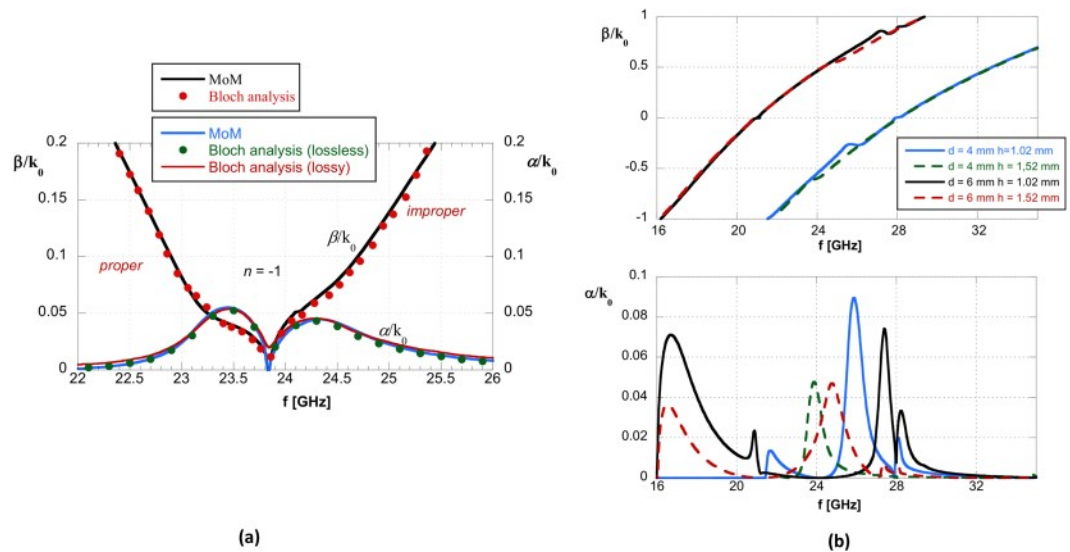 MoM
Bloch analysis
MoM
Bloch analysis (lossless)
Bloch analysis (lossy)
β/k0
α/k0
0.2
0.15
0.1
0.05
0
0.2
0.15
0.1
0.05
0
proper
improper
n = -1
β/k0
α/k0
22 22.5 23 23.5 24 24.5 25 25.5 26
f [GHz]
(a)
β/k0
1
0.5
0
-0.5
-1
d = 4 mm h=1.02 mm
d = 4 mm h = 1,52 mm
d = 6 mm h = 1.02 mm
d = 6 mm h = 1.52 mm
16 20 24 28 32
f [GHz]
α/k0
0.1
0.08
0.06
0.04
0.02
0
16 20 24 28 32
f [GHz]
(b)